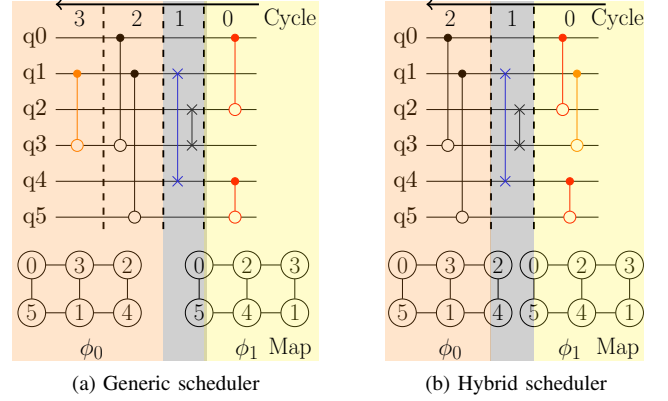 3 2 1 0 Cycle
q0
q1
q2
q3
q4
q5
0 3 2 0 2 3
5 1 4 5 4 1
ϕ0 ϕ1 Map
(a) Generic scheduler
2 1 0 Cycle
q0
q1
q2
q3
q4
q5
0 3 2 0 2 3
5 1 4 5 4 1
ϕ0 ϕ1 Map
(b) Hybrid scheduler